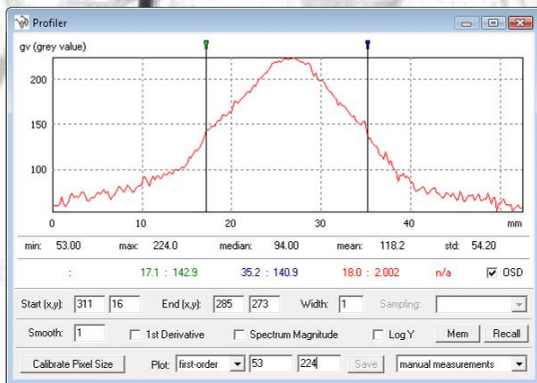 Profiler
gv (grey value)
200
150
100
0 10 20 30 40 mm
min: 53.00 max: 224.0 median: 94.00 mean: 118.2 std: 54.20
: 17.1 : 142.9 35.2 : 140.9 18.0 : 2.002 n/a OSD
Start (x,y): 311 16 End (x,y): 285 273 Width: 1 Sampling:
Smooth: 1 1st Derivative Spectrum Magnitude Log Y Mem Recall
Calibrate Pixel Size Plot: first-order 53 224 Save manual measurements